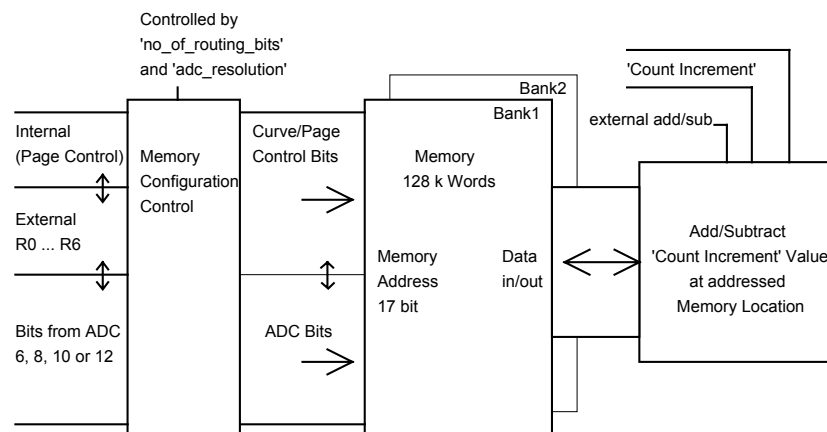 Controlled by
'no_of_routing_bits'
and 'adc_resolution'
'Count Increment'
Bank2
Bank1
external add/sub
Internal
(Page Control)
Memory
Configuration
Control
Curve/Page
Control Bits
Memory
128 k Words
External
R0 ... R6
Memory
Address
17 bit
Data
in/out
Add/Subtract
'Count Increment' Value
at addressed
Memory Location
Bits from ADC
6, 8, 10 or 12
ADC Bits